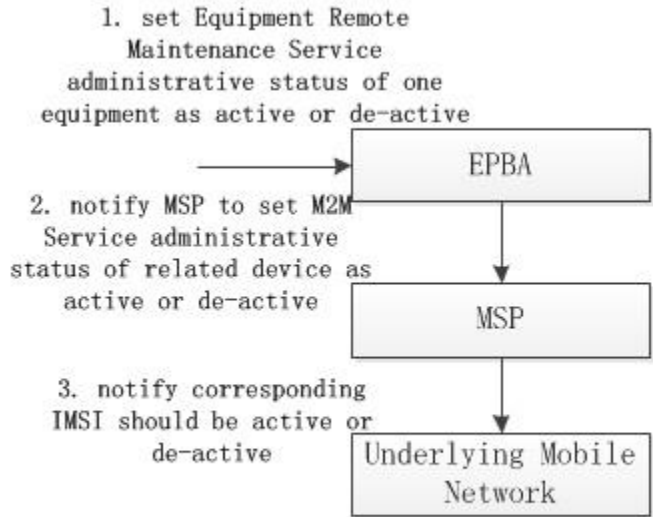 1. set Equipment Remote
Maintenance Service
administrative status of one
equipment as active or de-active
EPBA
2. notify MSP to set M2M
Service administrative
status of related device as
active or de-active
MSP
3. notify corresponding
IMSI should be active or
de-active
Underlying Mobile
Network